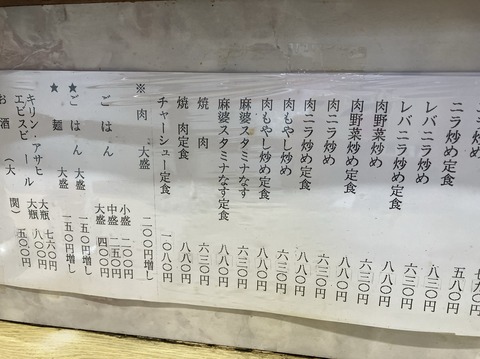 七九〇円
ニラ炒め 五八〇円
ニラ炒め定食 八三〇円
レバニラ炒め 六三〇円
レバニラ炒め定食 八八〇円
肉野菜炒め 六三〇円
肉野菜炒め定食 八八〇円
肉ニラ炒め 六三〇円
肉ニラ炒め定食 八八〇円
肉もやし炒め 六三〇円
肉もやし炒め定食 八八〇円
麻婆スタミナなす 六三〇円
麻婆スタミナなす定食 八八〇円
焼 肉 六三〇円
焼 肉定食 八八〇円
チャーシュー定食 一〇八〇円
※ 肉 大盛 二〇〇円増し
ごはん 小盛 二〇〇円
中盛 二五〇円
大盛 四〇〇円
★ごはん 大盛 一五〇円増し
★ 麺 大盛 一五〇円増し
キリン・アサヒ 大瓶 七六〇円
エビスビール 大瓶 八〇〇円
お酒 （大 関） 五〇〇円